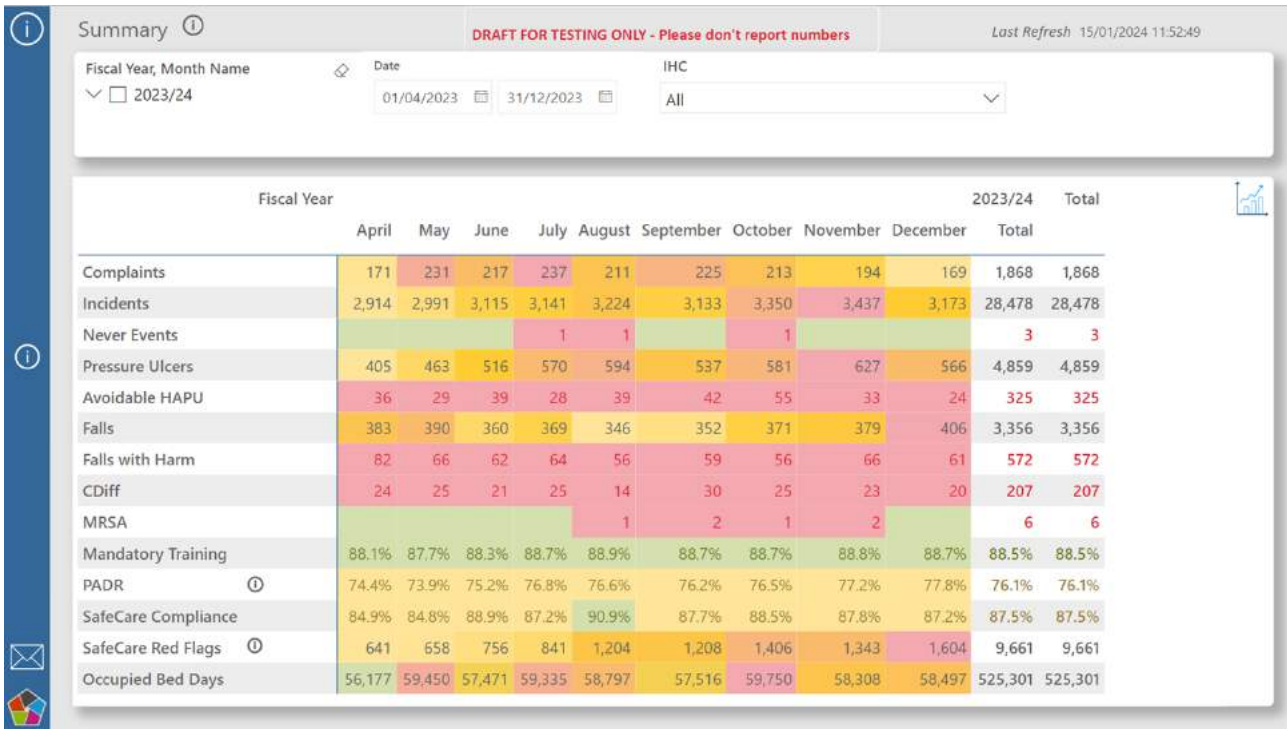 Summary
DRAFT FOR TESTING ONLY - Please don't report numbers
Last Refresh 15/01/2024 11:52:49
Fiscal Year, Month Name
2023/24
Date
01/04/2023 31/12/2023
IHC
All
Fiscal Year 2023/24 Total
April May June July August September October November December Total
Complaints 171 231 217 237 211 225 213 194 169 1,868 1,868
Incidents 2,914 2,991 3,115 3,141 3,224 3,133 3,350 3,437 3,173 28,478 28,478
Never Events 1 1 1 3 3
Pressure Ulcers 405 463 516 570 594 537 581 627 566 4,859 4,859
Avoidable HAPU 36 29 39 28 39 42 55 33 24 325 325
Falls 383 390 360 369 346 352 371 379 406 3,356 3,356
Falls with Harm 82 66 62 64 56 59 56 66 61 572 572
CDiff 24 25 21 25 14 30 25 23 20 207 207
MRSA 1 2 1 2 6 6
Mandatory Training 88.1% 87.7% 88.3% 88.7% 88.9% 88.7% 88.7% 88.8% 88.7% 88.5% 88.5%
PADR 74.4% 73.9% 75.2% 76.8% 76.6% 76.2% 76.5% 77.2% 77.8% 76.1% 76.1%
SafeCare Compliance 84.9% 84.8% 88.9% 87.2% 90.9% 87.7% 88.5% 87.8% 87.2% 87.5% 87.5%
SafeCare Red Flags 641 658 756 841 1,204 1,208 1,406 1,343 1,604 9,661 9,661
Occupied Bed Days 56,177 59,450 57,471 59,335 58,797 57,516 59,750 58,308 58,497 525,301 525,301